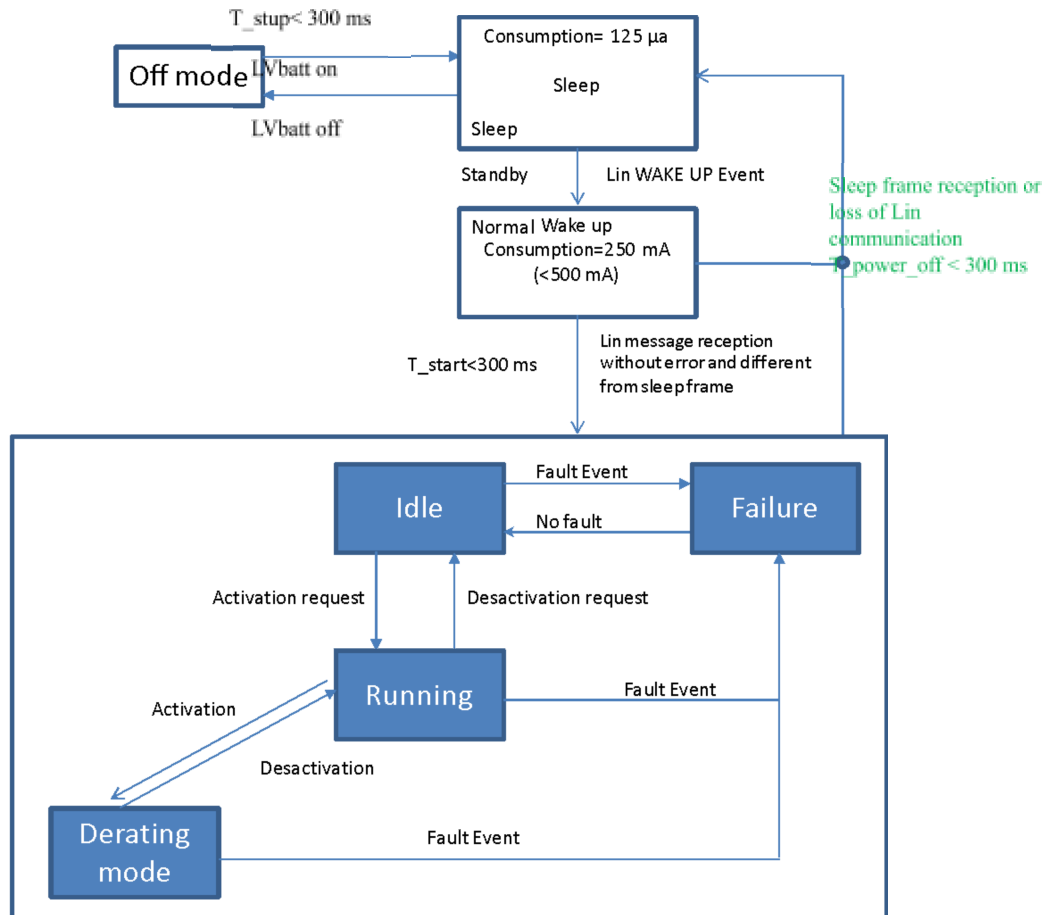 T_stup< 300 ms
Consumption= 125 µa
Off mode
LVbatt on
Sleep
LVbatt off
Sleep
Standby
Lin WAKE UP Event
Sleep frame reception or
loss of Lin
communication
T_power_off < 300 ms
Normal Wake up
Consumption=250 mA
(<500 mA)
T_start<300 ms
Lin message reception
without error and different
from sleep frame
Idle
Fault Event
No fault
Failure
Activation request
Desactivation request
Running
Fault Event
Activation
Desactivation
Derating
mode
Fault Event